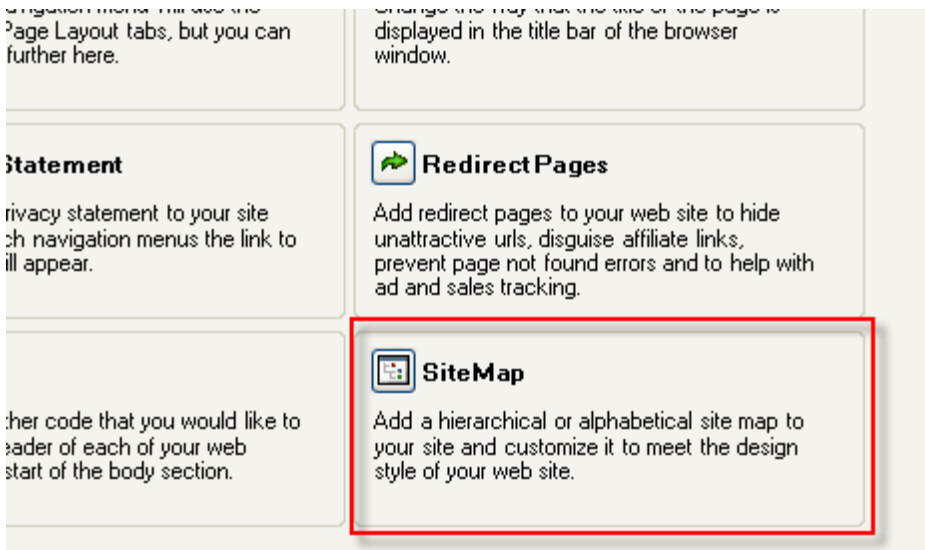 Page Layout tabs, but you can
further here.
displayed in the title bar of the browser
window.
Statement
rivacy statement to your site
ch navigation menus the link to
ill appear.
Redirect Pages
Add redirect pages to your web site to hide
unattractive urls, disguise affiliate links,
prevent page not found errors and to help with
ad and sales tracking.
ther code that you would like to
eader of each of your web
start of the body section.
SiteMap
Add a hierarchical or alphabetical site map to
your site and customize it to meet the design
style of your web site.